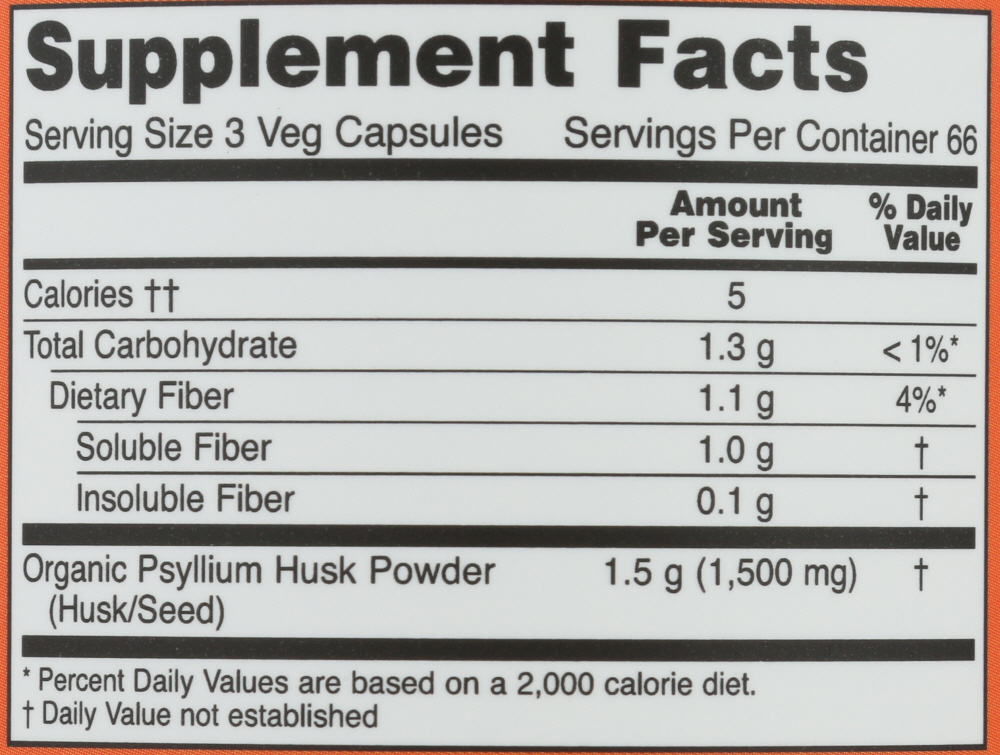 Supplement Facts
Serving Size 3 Veg Capsules Servings Per Container 66
Amount Per Serving % Daily Value
Calories †† 5
Total Carbohydrate 1.3 g < 1%*
Dietary Fiber 1.1 g 4%*
Soluble Fiber 1.0 g †
Insoluble Fiber 0.1 g †
Organic Psyllium Husk Powder 1.5 g (1,500 mg) †
(Husk/Seed)
* Percent Daily Values are based on a 2,000 calorie diet.
† Daily Value not established